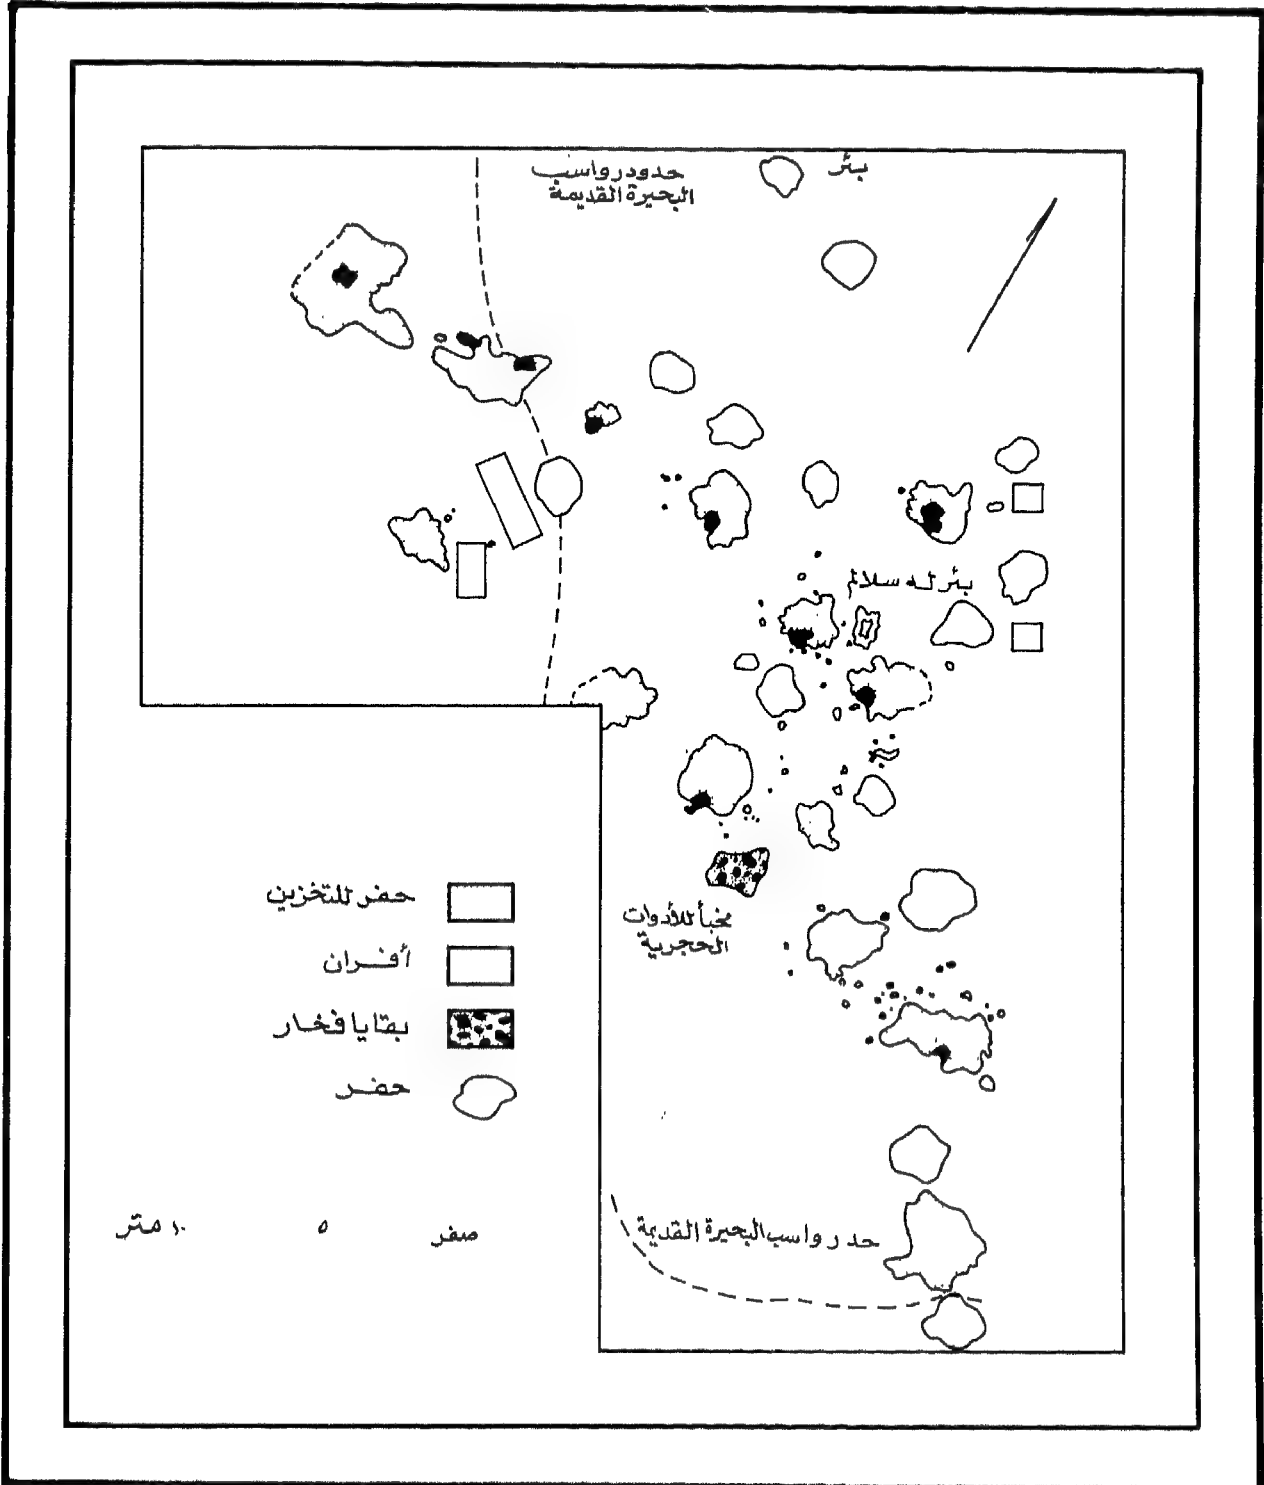 بئر
حدود رواسب
البحيرة القديمة
بئر له سلالم
مخبأ للأدوات
الحجرية
حفر للتخزين
أفران
بقايا فخار
حفر
حد رواسب البحيرة القديمة
صفر ٥ ١٠ متر